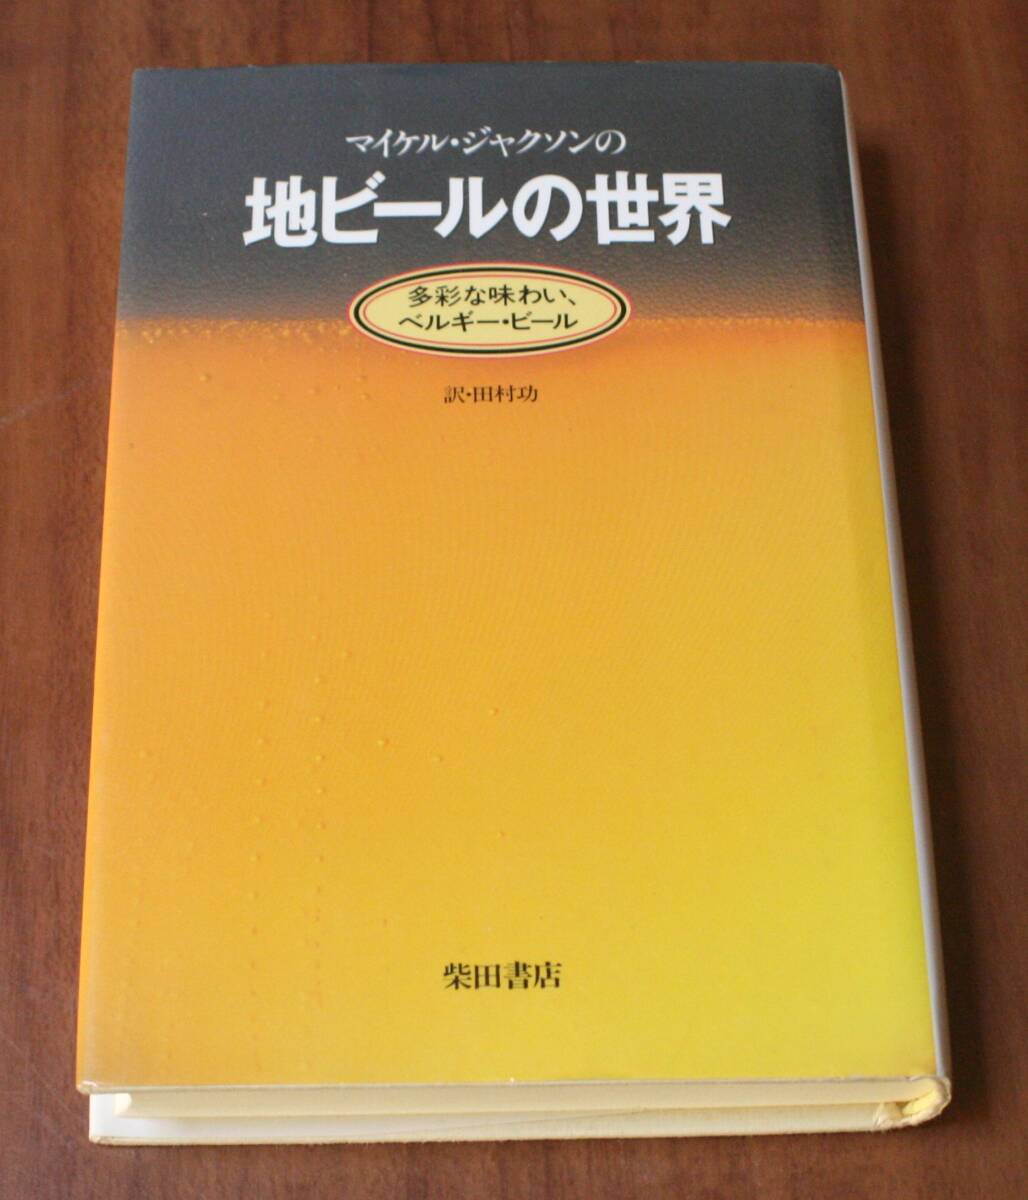 マイケル・ジャクソンの
地ビールの世界
多彩な味わい、
ベルギー・ビール
訳・田村功
柴田書店